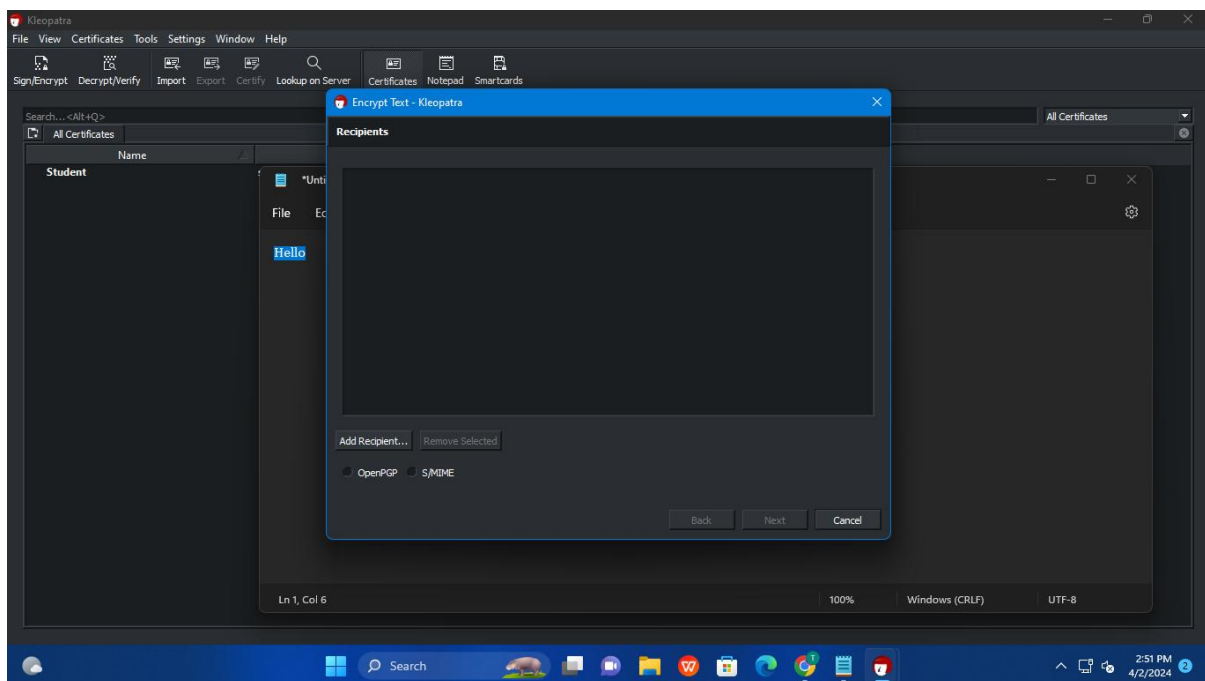 Kleopatra
File View Certificates Tools Settings Window Help
Sign/Encrypt Decrypt/Verify Import Export Certify Lookup on Server Certificates Notepad Smartcards
Search...<Alt+Q>
All Certificates
All Certificates
Name
Student
*Unti
File Ed
Hello
Ln 1, Col 6
100%
Windows (CRLF)
UTF-8
Encrypt Text - Kleopatra
Recipients
Add Recipient... Remove Selected
OpenPGP S/MIME
Back Next Cancel
Search
W
T
2:51 PM
4/2/2024
2